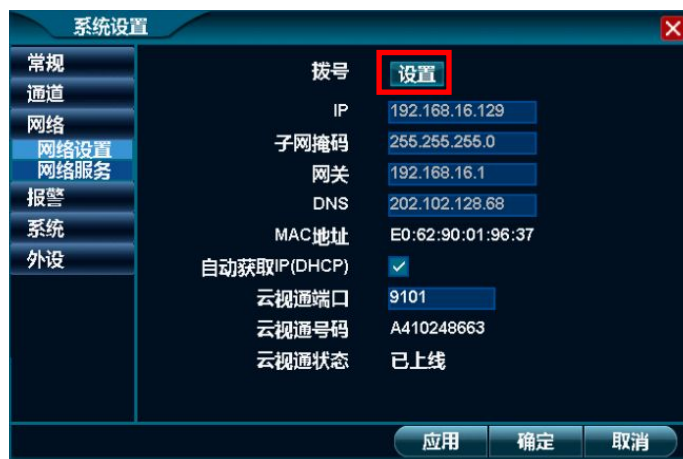 系统设置
常规
通道
网络
网络设置
网络服务
报警
系统
外设
拨号 设置
IP 192.168.16.129
子网掩码 255.255.255.0
网关 192.168.16.1
DNS 202.102.128.68
MAC地址 E0:62:90:01:96:37
自动获取IP(DHCP)
云视通端口 9101
云视通号码 A410248663
云视通状态 已上线
应用 确定 取消